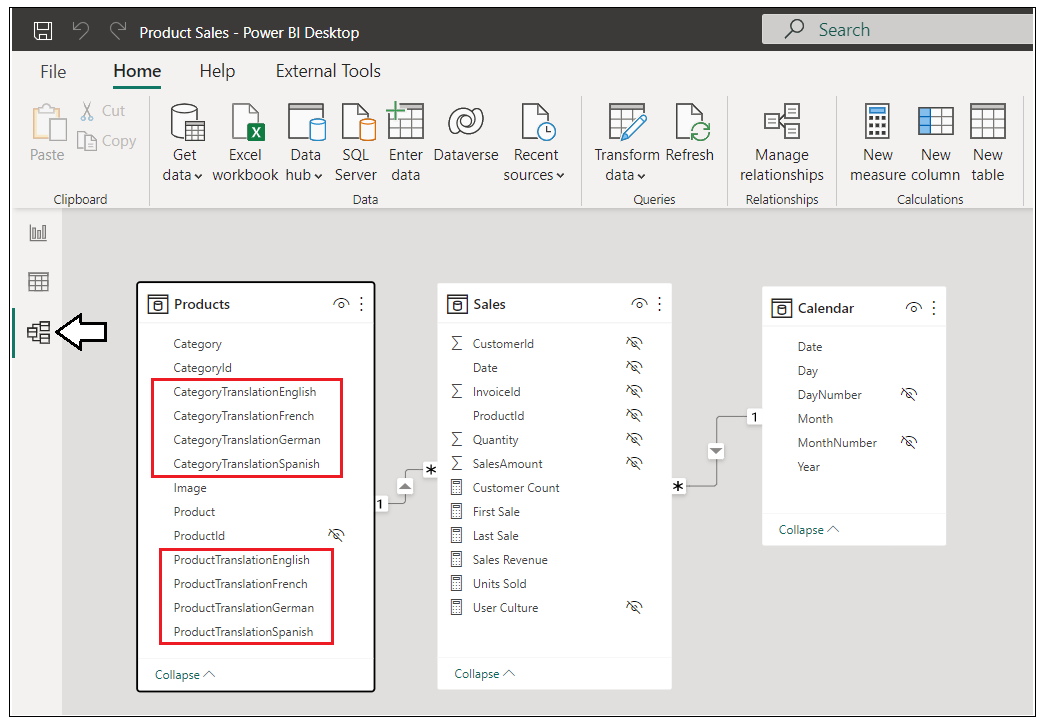 Product Sales - Power BI Desktop
Search
File
Home
Help
External Tools
Paste
Cut
Copy
Clipboard
Get data
Excel workbook
Data hub
SQL Server
Enter data
Dataverse
Recent sources
Data
Transform data
Refresh
Queries
Manage relationships
Relationships
New measure
New column
New table
Calculations
Products
Category
CategoryId
CategoryTranslationEnglish
CategoryTranslationFrench
CategoryTranslationGerman
CategoryTranslationSpanish
Image
Product
ProductId
ProductTranslationEnglish
ProductTranslationFrench
ProductTranslationGerman
ProductTranslationSpanish
Collapse
1
*
Sales
CustomerId
Date
InvoiceId
ProductId
Quantity
SalesAmount
Customer Count
First Sale
Last Sale
Sales Revenue
Units Sold
User Culture
Collapse
*
1
Calendar
Date
Day
DayNumber
Month
MonthNumber
Year
Collapse